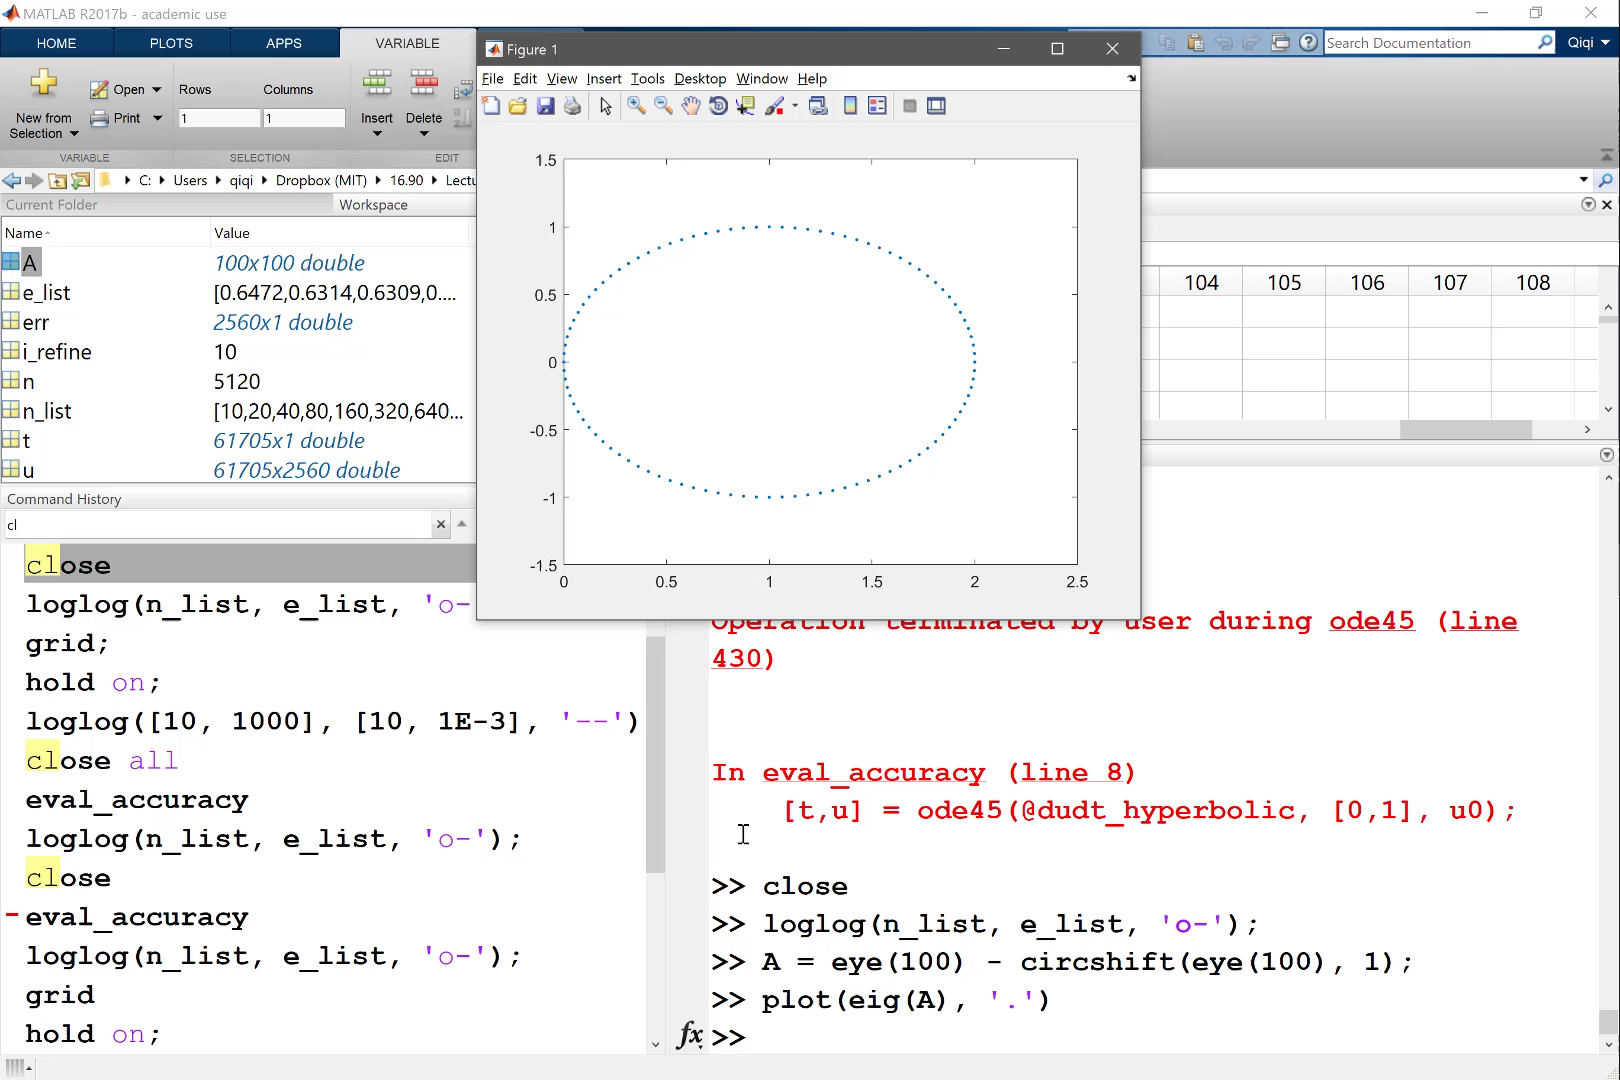 MATLAB R2017b - academic use
HOME PLOTS APPS VARIABLE
Search Documentation Qiqi
New from Selection
Open
Print
Rows Columns
1 1
Insert Delete
VARIABLE SELECTION EDIT
C: Users qiqi Dropbox (MIT) 16.90 Lectu
Current Folder Workspace
Name Value
A 100x100 double
e_list [0.6472,0.6314,0.6309,0....
err 2560x1 double
i_refine 10
n 5120
n_list [10,20,40,80,160,320,640...
t 61705x1 double
u 61705x2560 double
Command History
cl
close
loglog(n_list, e_list, 'o-
grid;
hold on;
loglog([10, 1000], [10, 1E-3], '--')
close all
eval_accuracy
loglog(n_list, e_list, 'o-');
close
eval_accuracy
loglog(n_list, e_list, 'o-');
grid
hold on;
Figure 1
File Edit View Insert Tools Desktop Window Help
1.5
1
0.5
0
-0.5
-1
-1.5
0 0.5 1 1.5 2 2.5
104 105 106 107 108
Operation terminated by user during ode45 (line
430)
In eval_accuracy (line 8)
[t,u] = ode45(@dudt_hyperbolic, [0,1], u0);
>> close
>> loglog(n_list, e_list, 'o-');
>> A = eye(100) - circshift(eye(100), 1);
>> plot(eig(A), '.')
fx >>